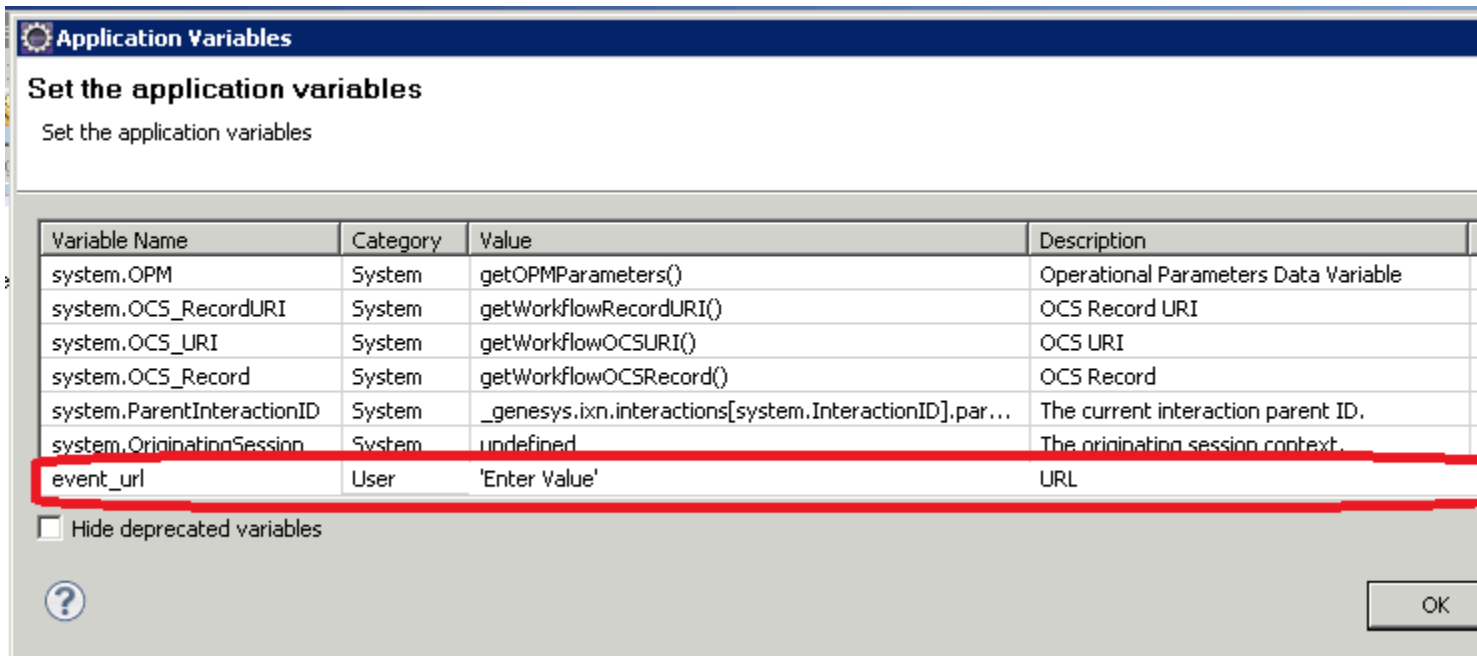 Application Variables
Set the application variables
Set the application variables
Variable Name Category Value Description
system.OPM System getOPMParameters() Operational Parameters Data Variable
system.OCS_RecordURI System getWorkflowRecordURI() OCS Record URI
system.OCS_URI System getWorkflowOCSURI() OCS URI
system.OCS_Record System getWorkflowOCSRecord() OCS Record
system.ParentInteractionID System _genesys.ixn.interactions[system.InteractionID].par... The current interaction parent ID.
system.OriginatingSession System undefined The originating session context.
event_url User 'Enter Value' URL
Hide deprecated variables
?
OK